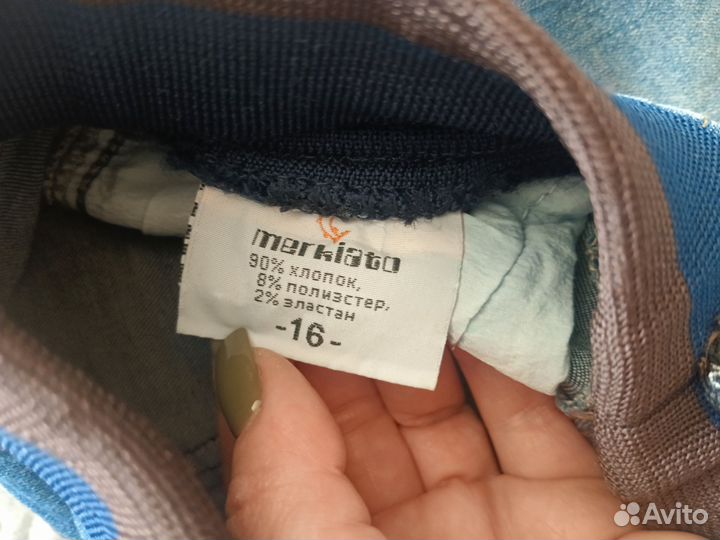 merkiato
90% хлопок,
8% полиэстер,
2% эластан
-16-
Avito